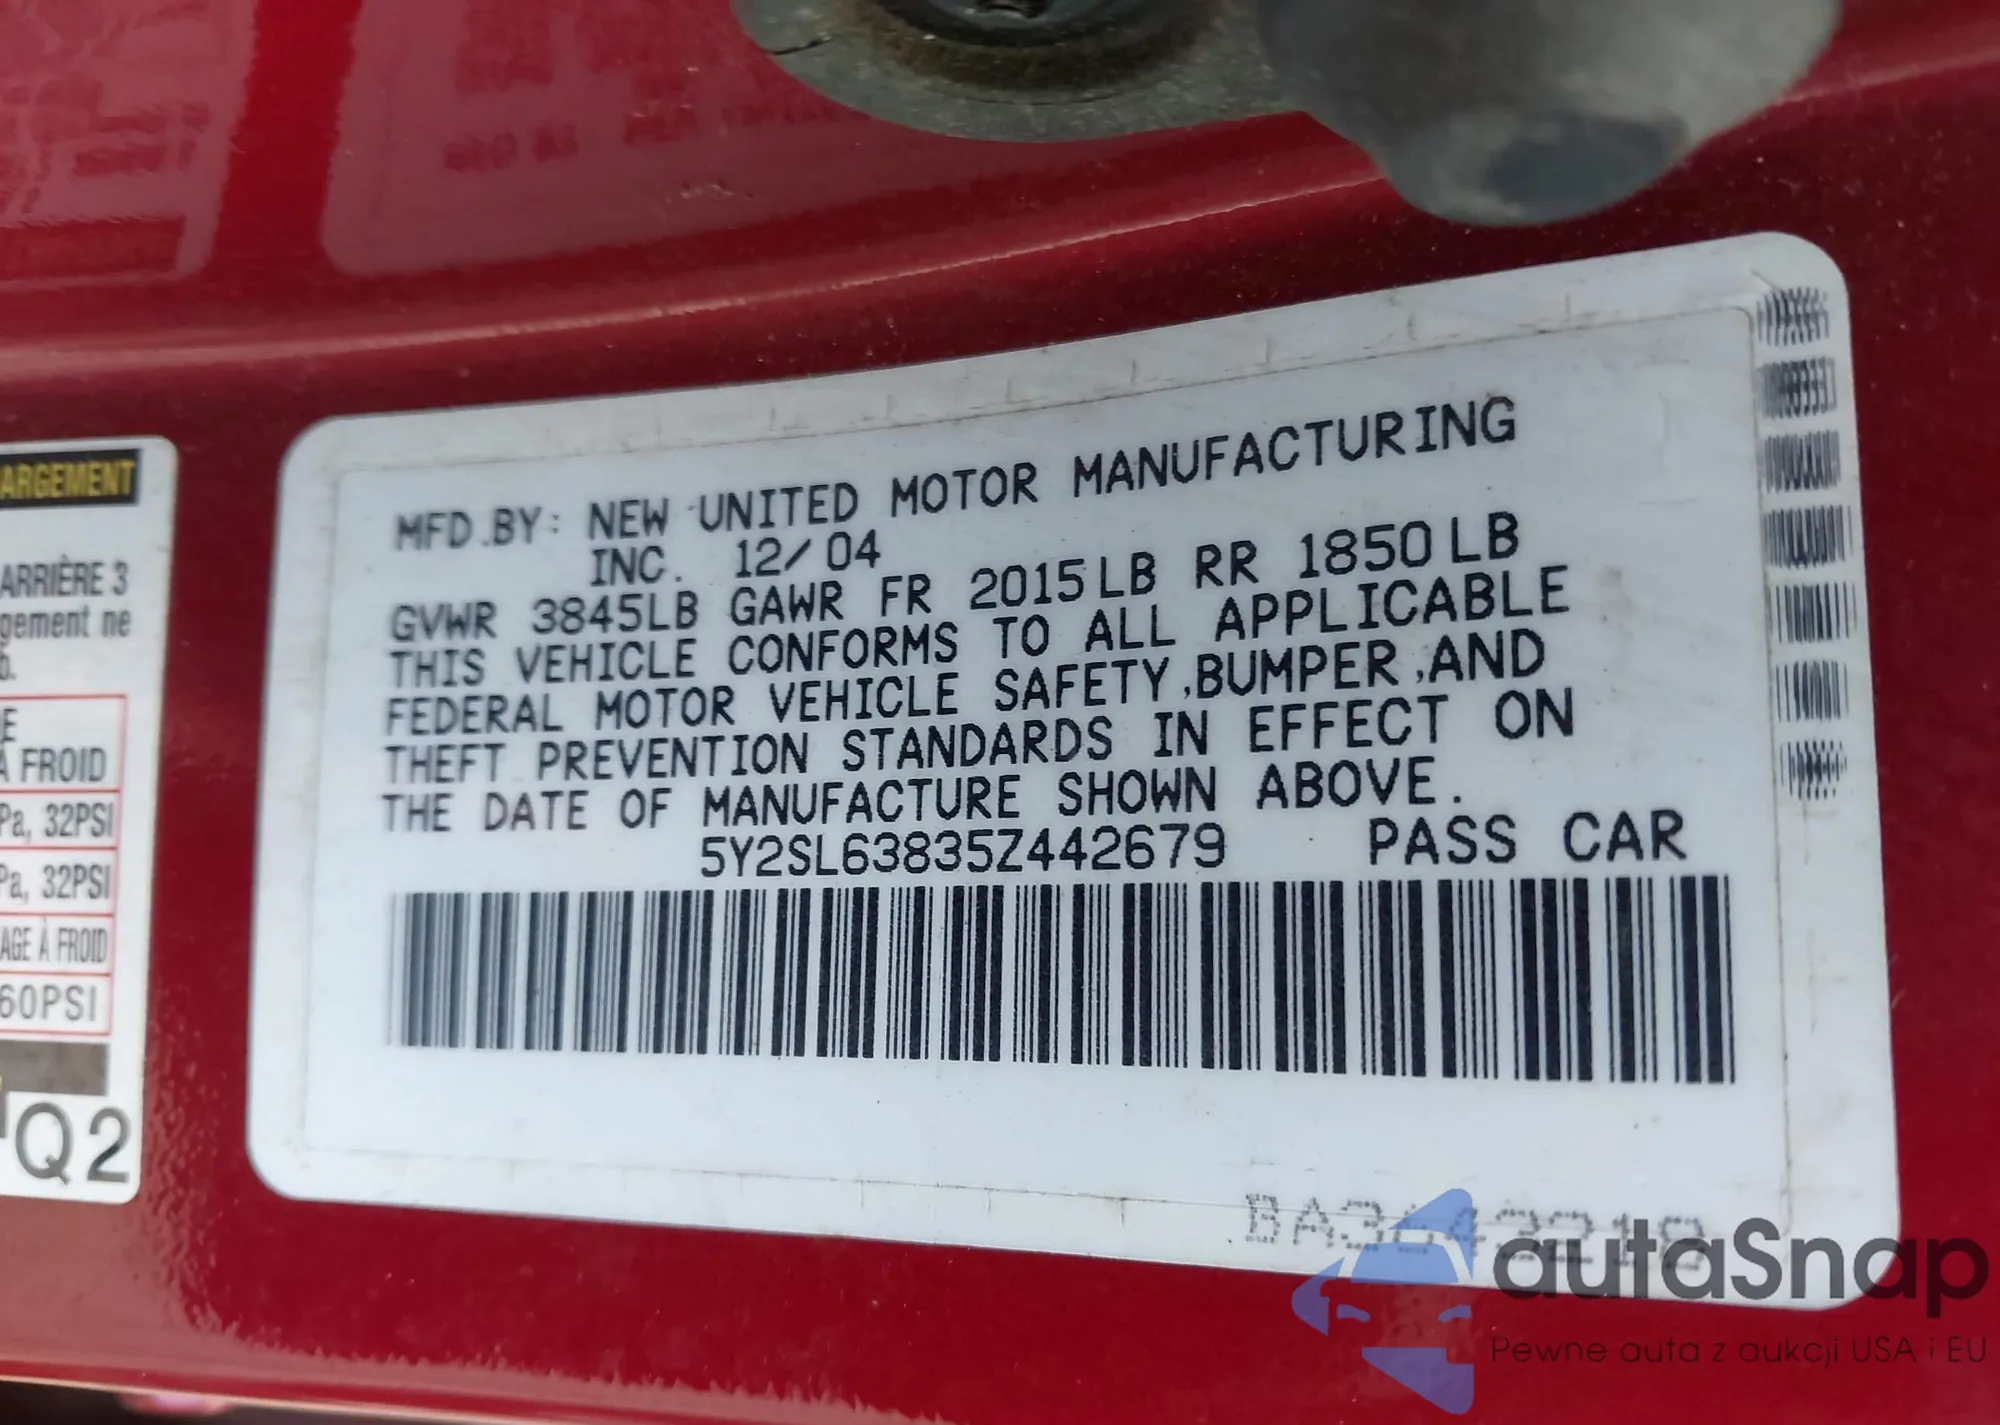 ARGEMENT
ARRIÈRE 3
gement ne
b.
E
À FROID
Pa, 32PSI
Pa, 32PSI
AGE À FROID
60PSI
Q2
MFD.BY: NEW UNITED MOTOR MANUFACTURING
INC. 12/04
GVWR 3845LB GAWR FR 2015LB RR 1850LB
THIS VEHICLE CONFORMS TO ALL APPLICABLE
FEDERAL MOTOR VEHICLE SAFETY,BUMPER,AND
THEFT PREVENTION STANDARDS IN EFFECT ON
THE DATE OF MANUFACTURE SHOWN ABOVE.
5Y2SL63835Z442679 PASS CAR
autaSnap
Pewne auta z aukcji USA i EU